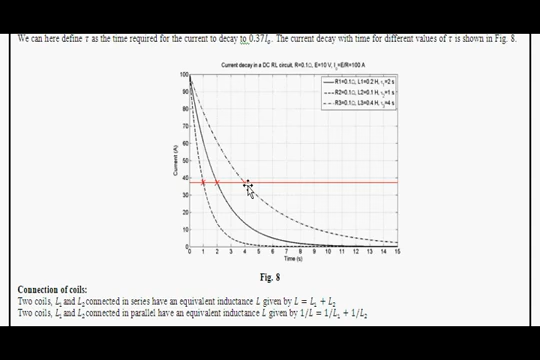 We can here define τ as the time required for the current to decay to 0.37I₀. The current decay with time for different values of τ is shown in Fig. 8.
Current decay in a DC RL circuit, R=0.1Ω, E=10 V, I₀=E/R=100 A
R1=0.1Ω, L1=0.2 H, τ₁=2 s
R2=0.1Ω, L2=0.1 H, τ₂=1 s
R3=0.1Ω, L3=0.4 H, τ₃=4 s
Current (A)
100
90
80
70
60
50
40
30
20
10
0
0 1 2 3 4 5 6 7 8 9 10 11 12 13 14 15
Time (s)
Fig. 8
Connection of coils:
Two coils, L₁ and L₂ connected in series have an equivalent inductance L given by L = L₁ + L₂
Two coils, L₁ and L₂ connected in parallel have an equivalent inductance L given by 1/L = 1/L₁ + 1/L₂